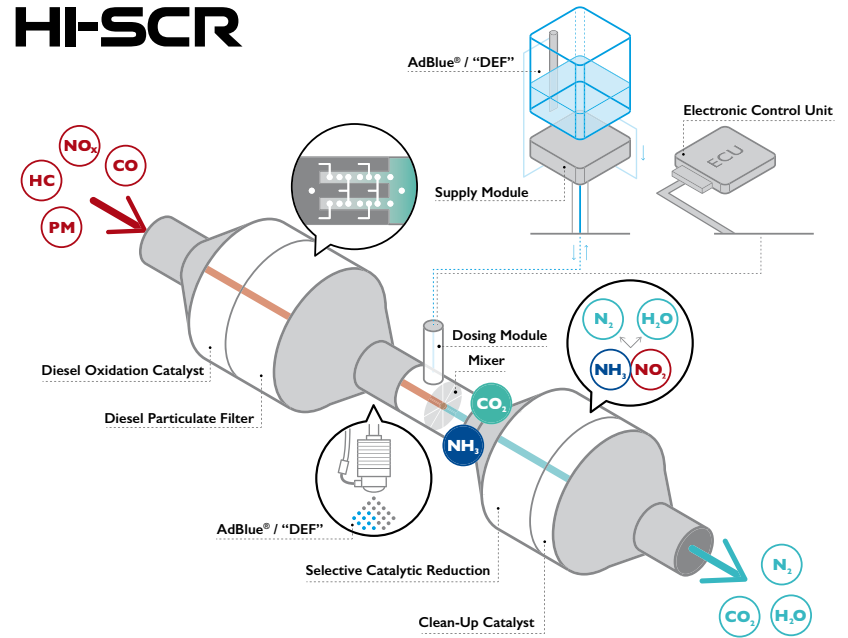 HI-SCR
AdBlue® / “DEF”
Electronic Control Unit
ECU
Supply Module
NOₓ
CO
HC
PM
Dosing Module
Mixer
N₂
H₂O
NH₃
NO₂
CO₂
NH₃
Diesel Oxidation Catalyst
Diesel Particulate Filter
AdBlue® / “DEF”
Selective Catalytic Reduction
Clean-Up Catalyst
N₂
CO₂
H₂O